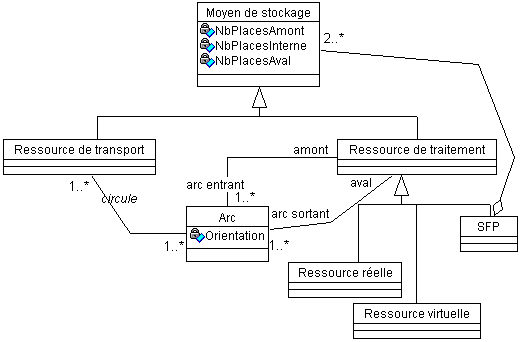 Moyen de stockage
NbPlacesAmont
NbPlacesInterne
NbPlacesAval
2..*
Ressource de transport
Ressource de traitement
amont
arc entrant
aval
1..*
circule
1..*
Arc
arc sortant
Orientation
1..*
1..*
SFP
Ressource réelle
Ressource virtuelle